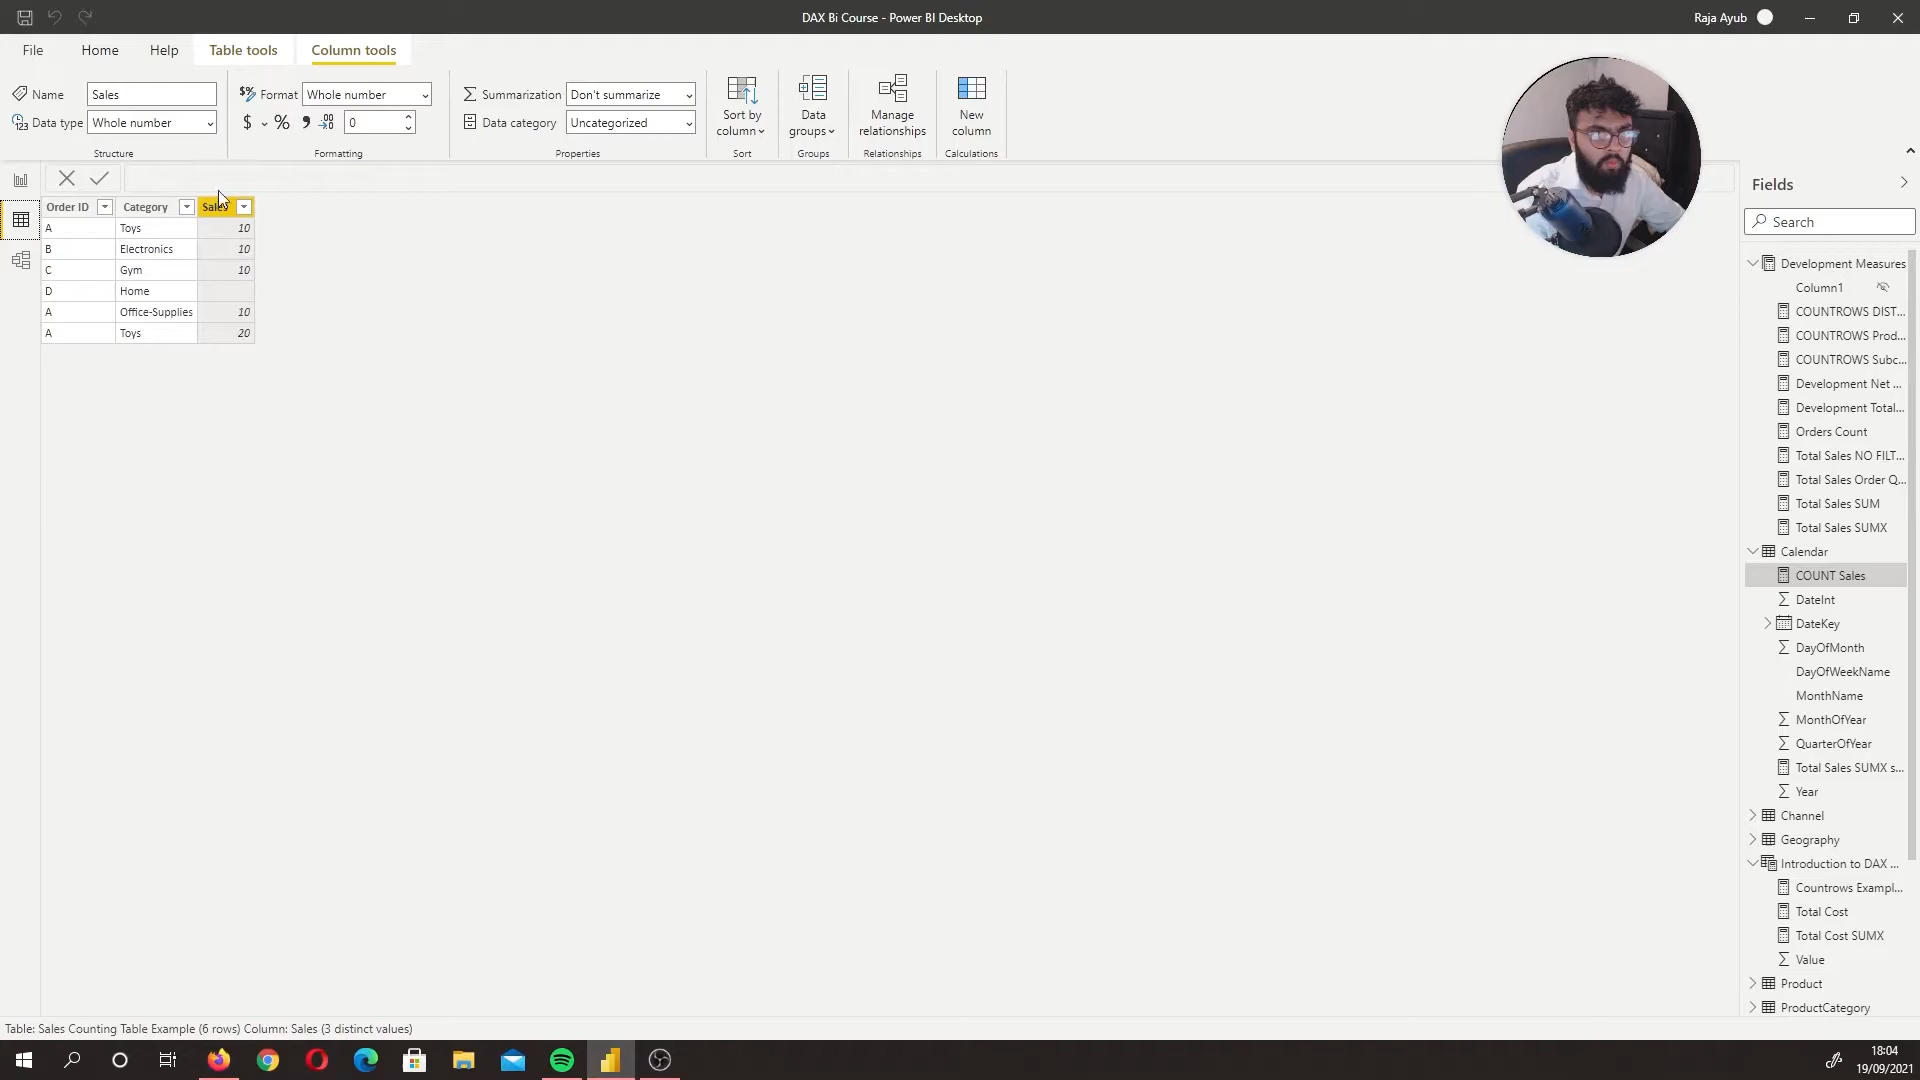 DAX Bi Course - Power BI Desktop
Raja Ayub
File
Home
Help
Table tools
Column tools
Name
Sales
Data type
Whole number
Structure
Format
Whole number
0
Formatting
Summarization
Don't summarize
Data category
Uncategorized
Properties
Sort by
column
Sort
Data
groups
Groups
Manage
relationships
Relationships
New
column
Calculations
Order ID Category Sales
A Toys 10
B Electronics 10
C Gym 10
D Home
A Office-Supplies 10
A Toys 20
Fields
Search
Development Measures
Column1
COUNTROWS DIST...
COUNTROWS Prod...
COUNTROWS Subc...
Development Net ...
Development Total...
Orders Count
Total Sales NO FILT...
Total Sales Order Q...
Total Sales SUM
Total Sales SUMX
Calendar
COUNT Sales
DateInt
DateKey
DayOfMonth
DayOfWeekName
MonthName
MonthOfYear
QuarterOfYear
Total Sales SUMX s...
Year
Channel
Geography
Introduction to DAX ...
Countrows Exampl...
Total Cost
Total Cost SUMX
Value
Product
ProductCategory
Table: Sales Counting Table Example (6 rows) Column: Sales (3 distinct values)
18:04
19/09/2021